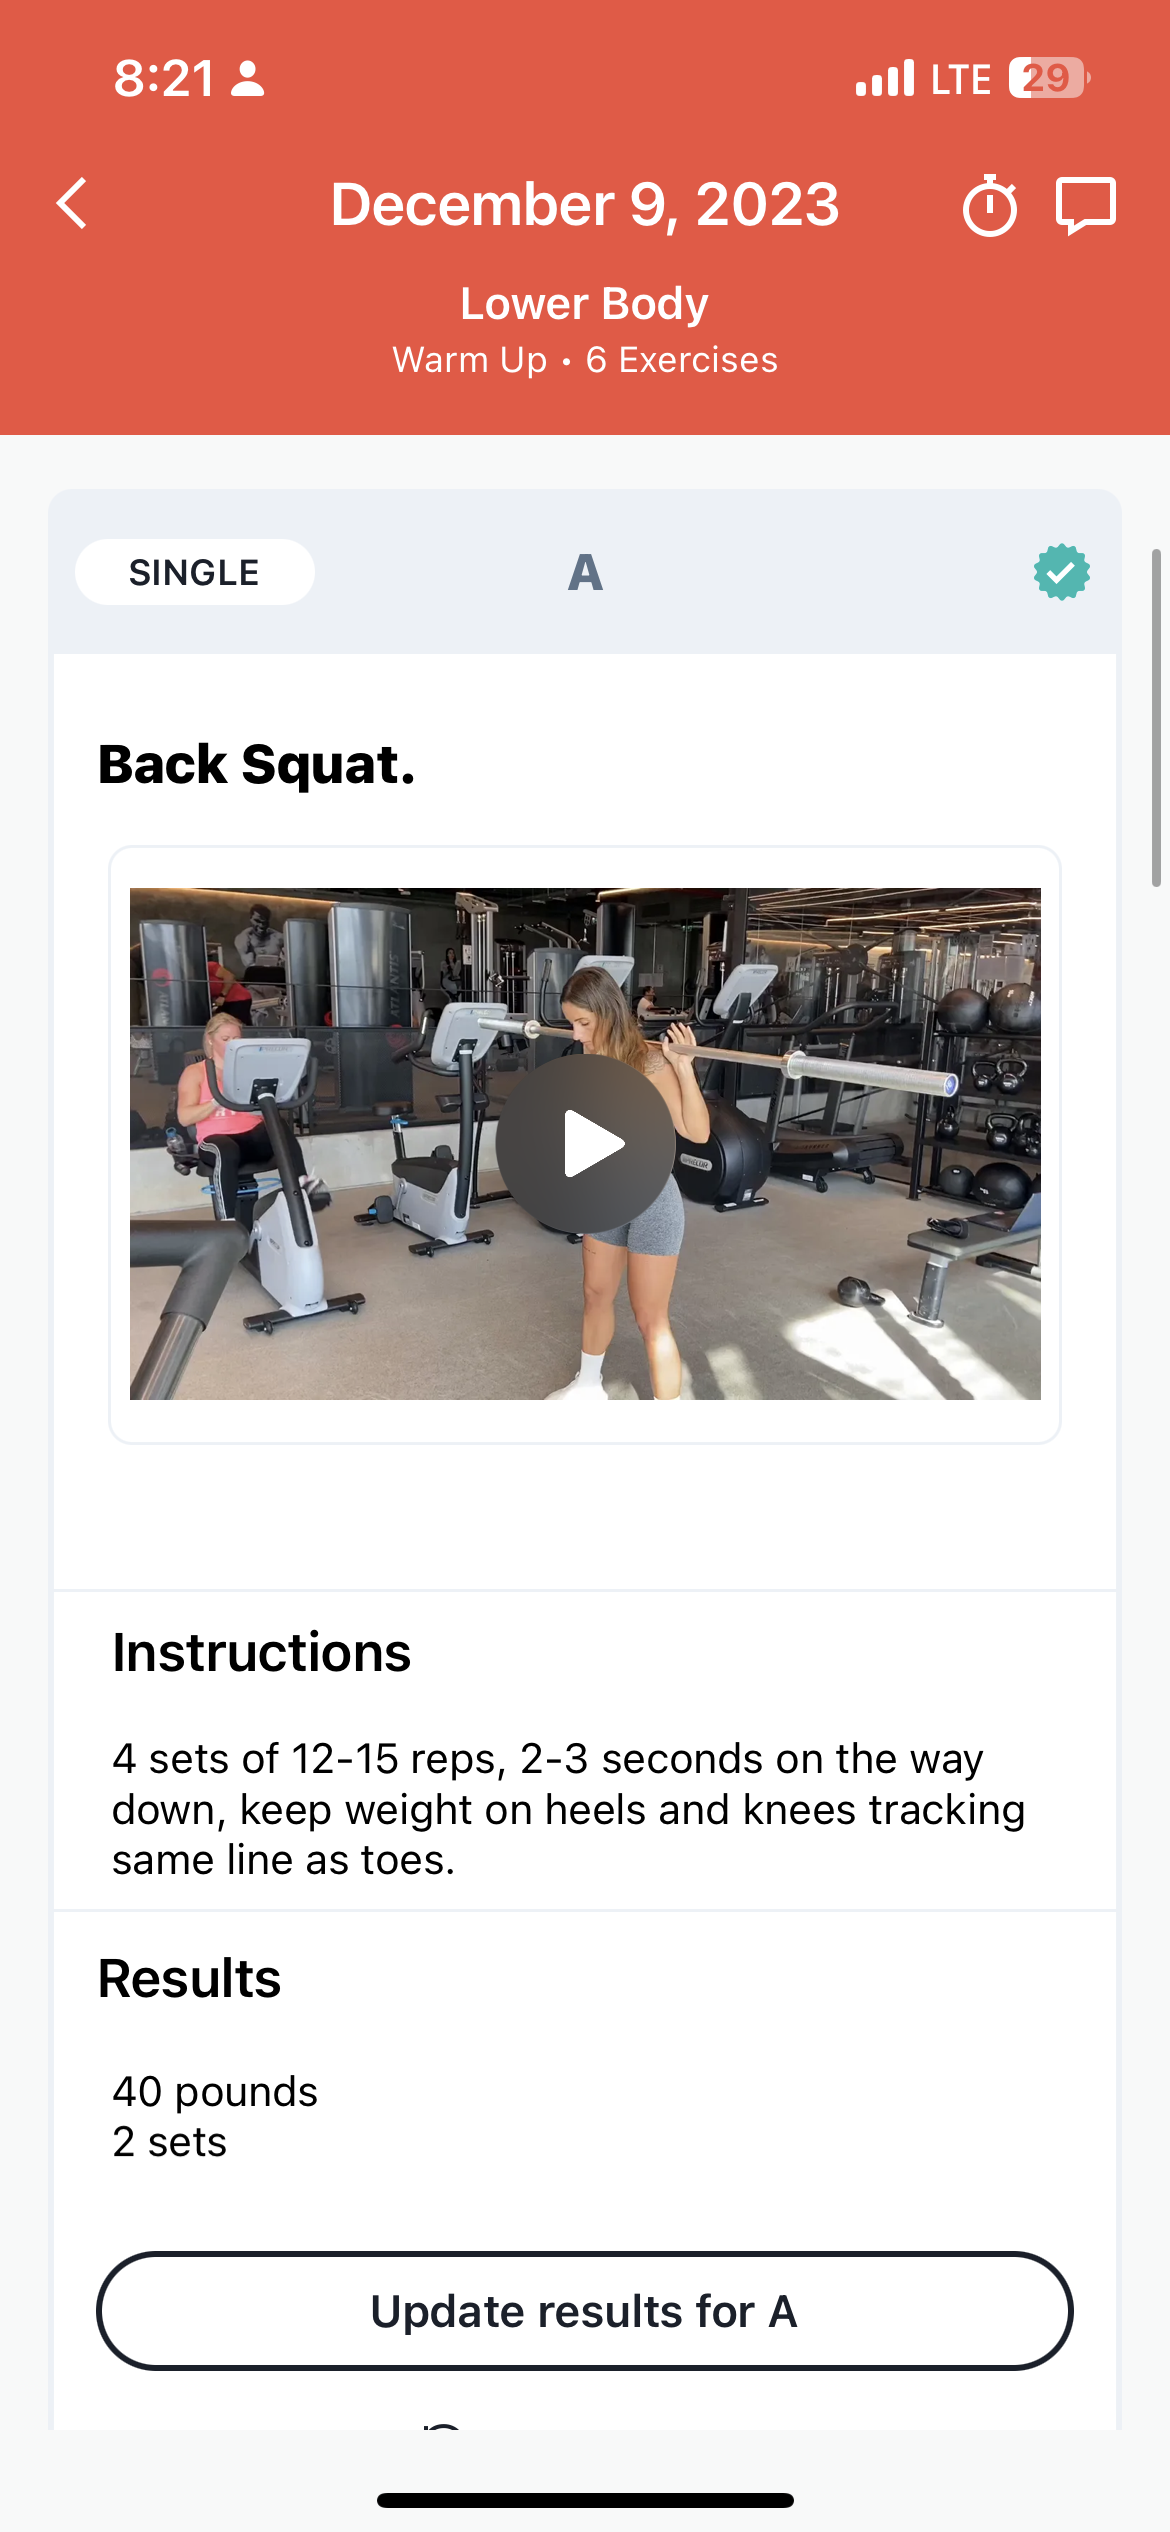 8:21
LTE 29
December 9, 2023
Lower Body
Warm Up • 6 Exercises
SINGLE
A
Back Squat.
ATLANTIS
PRECOR
Instructions
4 sets of 12-15 reps, 2-3 seconds on the way
down, keep weight on heels and knees tracking
same line as toes.
Results
40 pounds
2 sets
Update results for A